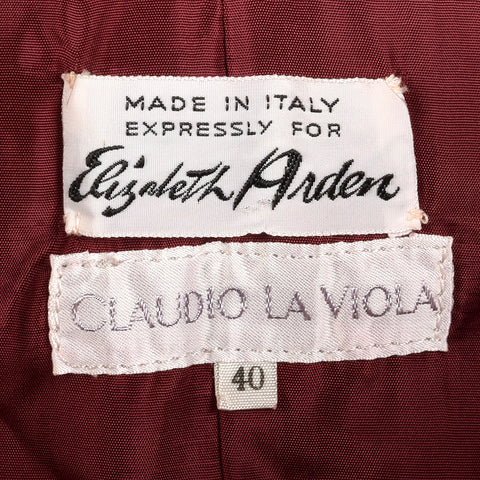 MADE IN ITALY
EXPRESSLY FOR
Elizabeth Arden
CLAUDIO LA VIOLA
40